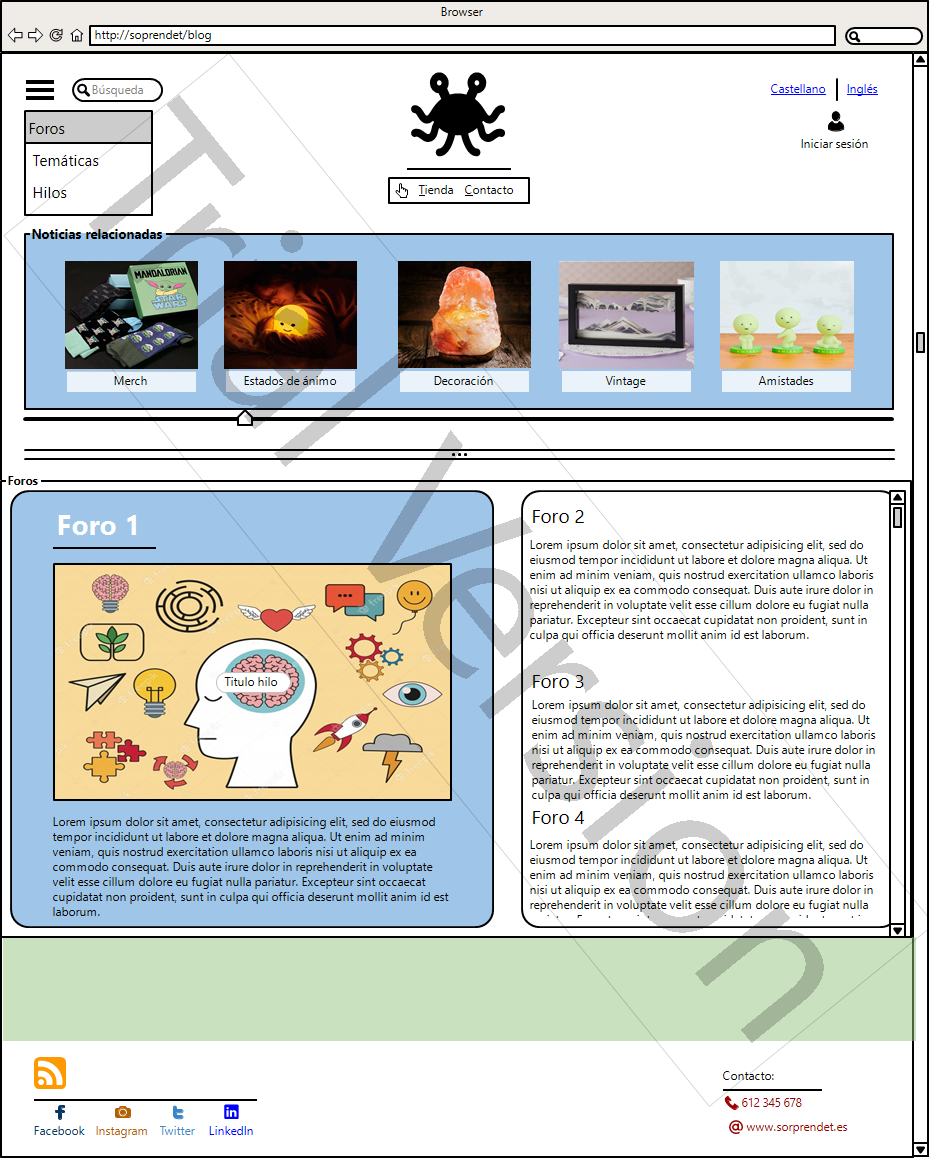 Browser
http://soprendet/blog
Búsqueda
Castellano
Inglés
Foros
Temáticas
Hilos
Iniciar sesión
Tienda Contacto
Noticias relacionadas
MANDALORIAN
STAR WARS
Merch
Estados de ánimo
Decoración
Vintage
Amistades
Foros
Foro 1
Titulo hilo
Lorem ipsum dolor sit amet, consectetur adipisicing elit, sed do eiusmod
tempor incididunt ut labore et dolore magna aliqua. Ut enim ad minim
veniam, quis nostrud exercitation ullamco laboris nisi ut aliquip ex ea
commodo consequat. Duis aute irure dolor in reprehenderit in voluptate
velit esse cillum dolore eu fugiat nulla pariatur. Excepteur sint occaecat
cupidatat non proident, sunt in culpa qui officia deserunt mollit anim id est
laborum.
Foro 2
Lorem ipsum dolor sit amet, consectetur adipisicing elit, sed do
eiusmod tempor incididunt ut labore et dolore magna aliqua. Ut
enim ad minim veniam, quis nostrud exercitation ullamco laboris
nisi ut aliquip ex ea commodo consequat. Duis aute irure dolor in
reprehenderit in voluptate velit esse cillum dolore eu fugiat nulla
pariatur. Excepteur sint occaecat cupidatat non proident, sunt in
culpa qui officia deserunt mollit anim id est laborum.
Foro 3
Lorem ipsum dolor sit amet, consectetur adipisicing elit, sed do
eiusmod tempor incididunt ut labore et dolore magna aliqua. Ut
enim ad minim veniam, quis nostrud exercitation ullamco laboris
nisi ut aliquip ex ea commodo consequat. Duis aute irure dolor in
reprehenderit in voluptate velit esse cillum dolore eu fugiat nulla
pariatur. Excepteur sint occaecat cupidatat non proident, sunt in
culpa qui officia deserunt mollit anim id est laborum.
Foro 4
Lorem ipsum dolor sit amet, consectetur adipisicing elit, sed do
eiusmod tempor incididunt ut labore et dolore magna aliqua. Ut
enim ad minim veniam, quis nostrud exercitation ullamco laboris
nisi ut aliquip ex ea commodo consequat. Duis aute irure dolor in
reprehenderit in voluptate velit esse cillum dolore eu fugiat nulla
Trial Version
Facebook
Instagram
Twitter
LinkedIn
Contacto:
612 345 678
www.sorprendet.es